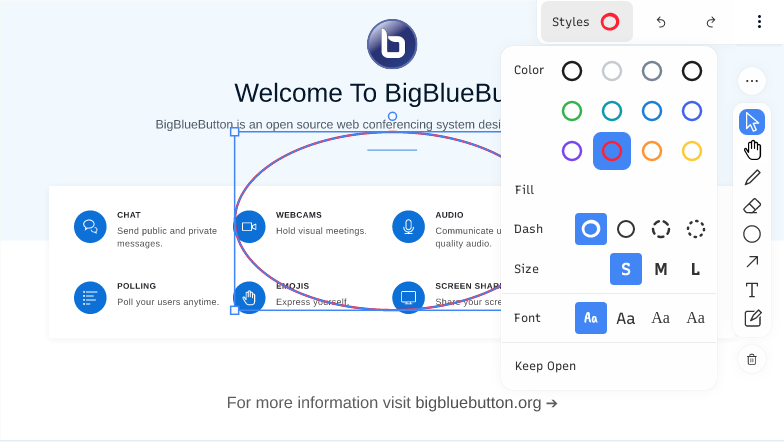 Styles
Welcome To BigBlueBu
BigBlueButton is an open source web conferencing system desi
CHAT
Send public and private
messages.
WEBCAMS
Hold visual meetings.
AUDIO
Communicate u
quality audio.
POLLING
Poll your users anytime.
EMOJIS
Express yourself.
SCREEN SHAR
Share your scre
For more information visit bigbluebutton.org →
Color
Fill
Dash
Size
S M L
Font
Aa Aa Aa Aa
Keep Open